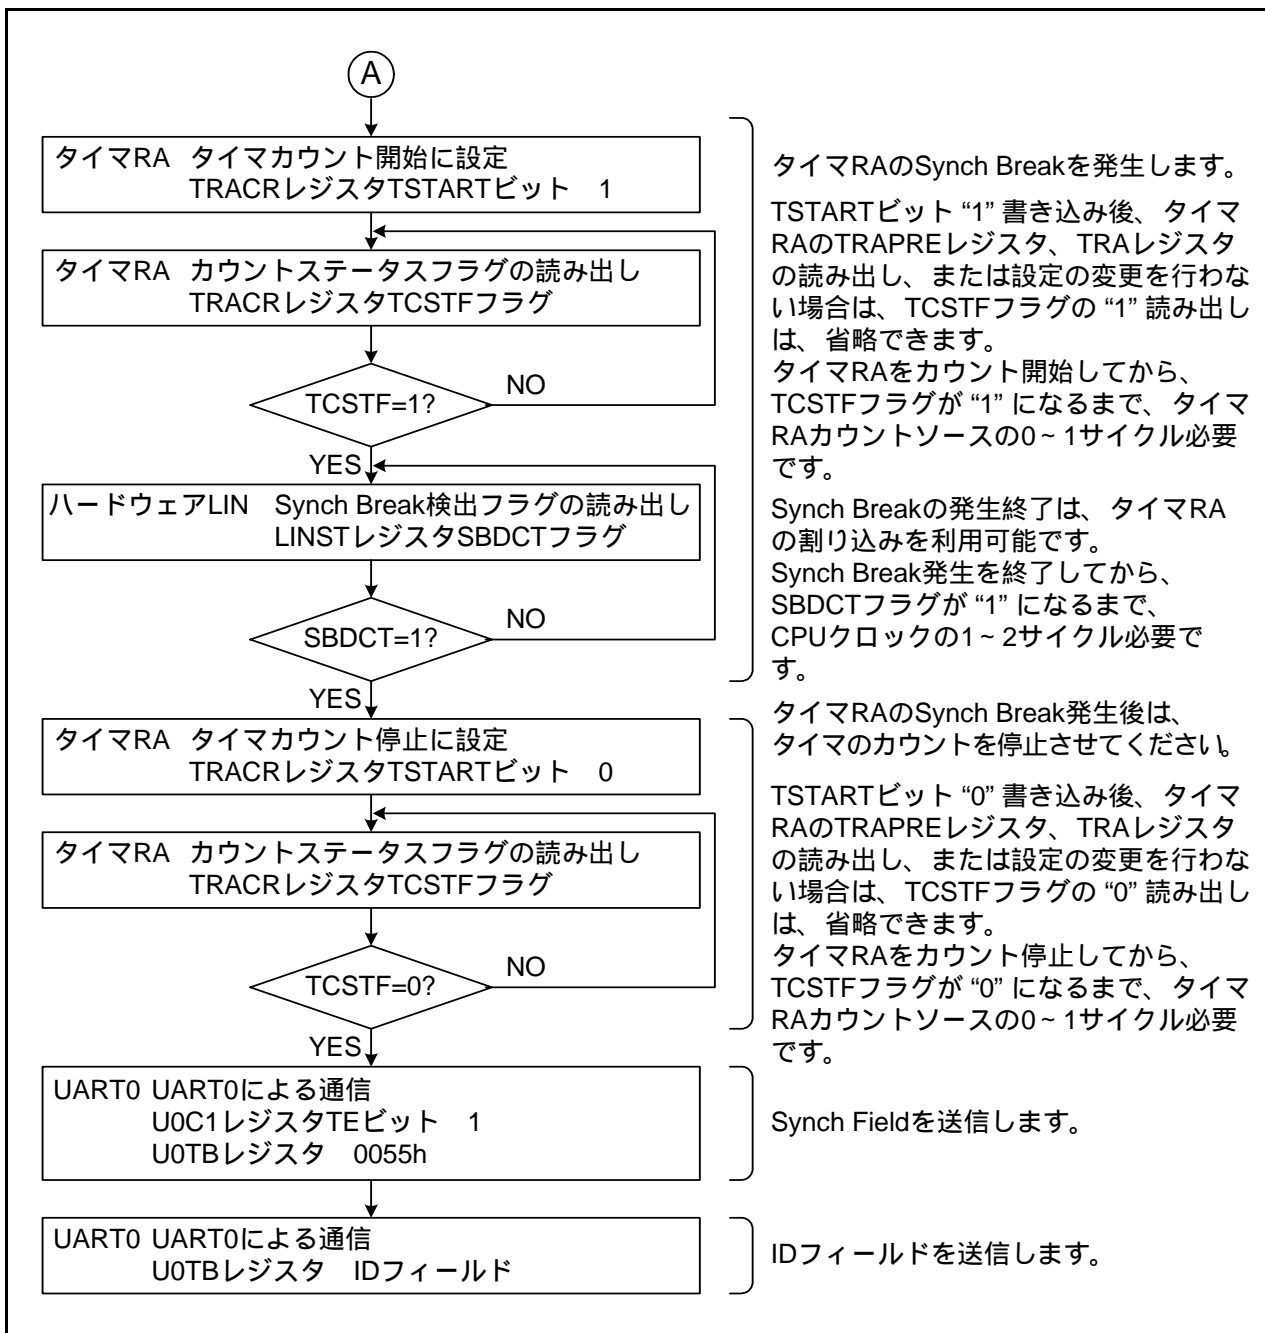 A
タイマRA タイマカウント開始に設定
TRACRレジスタTSTARTビット 1
タイマRA カウントステータスフラグの読み出し
TRACRレジスタTCSTFフラグ
TCSTF=1?
NO
YES
ハードウェアLIN Synch Break検出フラグの読み出し
LINSTレジスタSBDCTフラグ
SBDCT=1?
NO
YES
タイマRAのSynch Breakを発生します。
TSTARTビット “1” 書き込み後、タイマ
RAのTRAPREレジスタ、TRAレジスタ
の読み出し、または設定の変更を行わな
い場合は、TCSTFフラグの “1” 読み出し
は、省略できます。
タイマRAをカウント開始してから、
TCSTFフラグが “1” になるまで、タイマ
RAカウントソースの0~1サイクル必要
です。
Synch Breakの発生終了は、タイマRA
の割り込みを利用可能です。
Synch Break発生を終了してから、
SBDCTフラグが “1” になるまで、
CPUクロックの1~2サイクル必要で
す。
タイマRA タイマカウント停止に設定
TRACRレジスタTSTARTビット 0
タイマRA カウントステータスフラグの読み出し
TRACRレジスタTCSTFフラグ
TCSTF=0?
NO
YES
タイマRAのSynch Break発生後は、
タイマのカウントを停止させてください。
TSTARTビット “0” 書き込み後、タイマ
RAのTRAPREレジスタ、TRAレジスタ
の読み出し、または設定の変更を行わな
い場合は、TCSTFフラグの “0” 読み出し
は、省略できます。
タイマRAをカウント停止してから、
TCSTFフラグが “0” になるまで、タイマ
RAカウントソースの0~1サイクル必要
です。
UART0 UART0による通信
U0C1レジスタTEビット 1
U0TBレジスタ 0055h
Synch Fieldを送信します。
UART0 UART0による通信
U0TBレジスタ IDフィールド
IDフィールドを送信します。